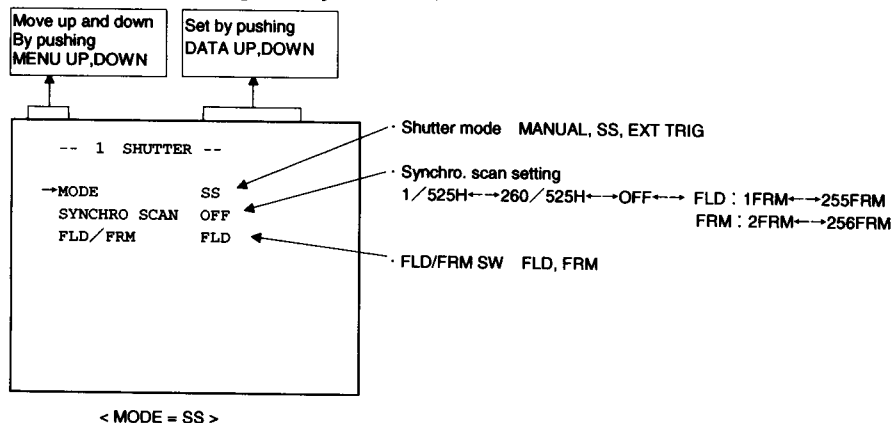 Move up and down
By pushing
MENU UP,DOWN
Set by pushing
DATA UP,DOWN
-- 1 SHUTTER --
→MODE SS
SYNCHRO SCAN OFF
FLD/FRM FLD
· Shutter mode MANUAL, SS, EXT TRIG
· Synchro. scan setting
1/525H←→260/525H←→OFF←→ FLD : 1FRM←→255FRM
FRM : 2FRM←→256FRM
· FLD/FRM SW FLD, FRM
< MODE = SS >